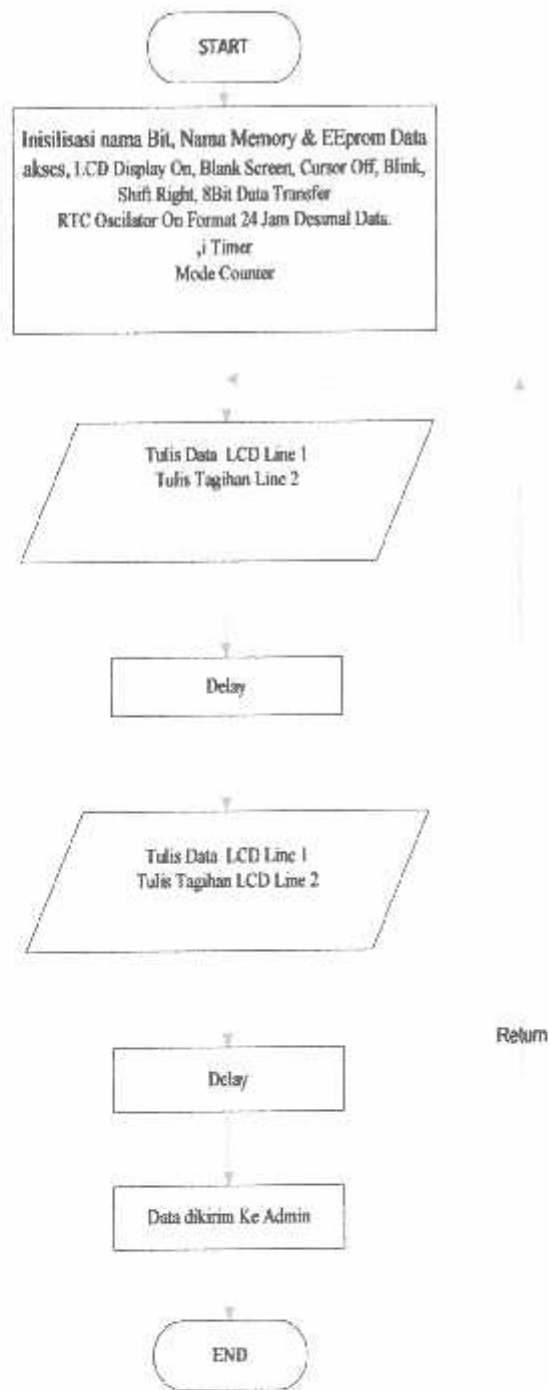 START
Inisilisasi nama Bit, Nama Memory & EEprom Data
akses, LCD Display On, Blank Screen, Cursor Off, Blink,
Shift Right, 8Bit Data Transfer
RTC Oscilator On Format 24 Jam Desimal Data.
,i Timer
Mode Counter
Tulis Data LCD Line 1
Tulis Tagihan Line 2
Delay
Tulis Data LCD Line 1
Tulis Tagihan LCD Line 2
Return
Delay
Data dikirim Ke Admin
END